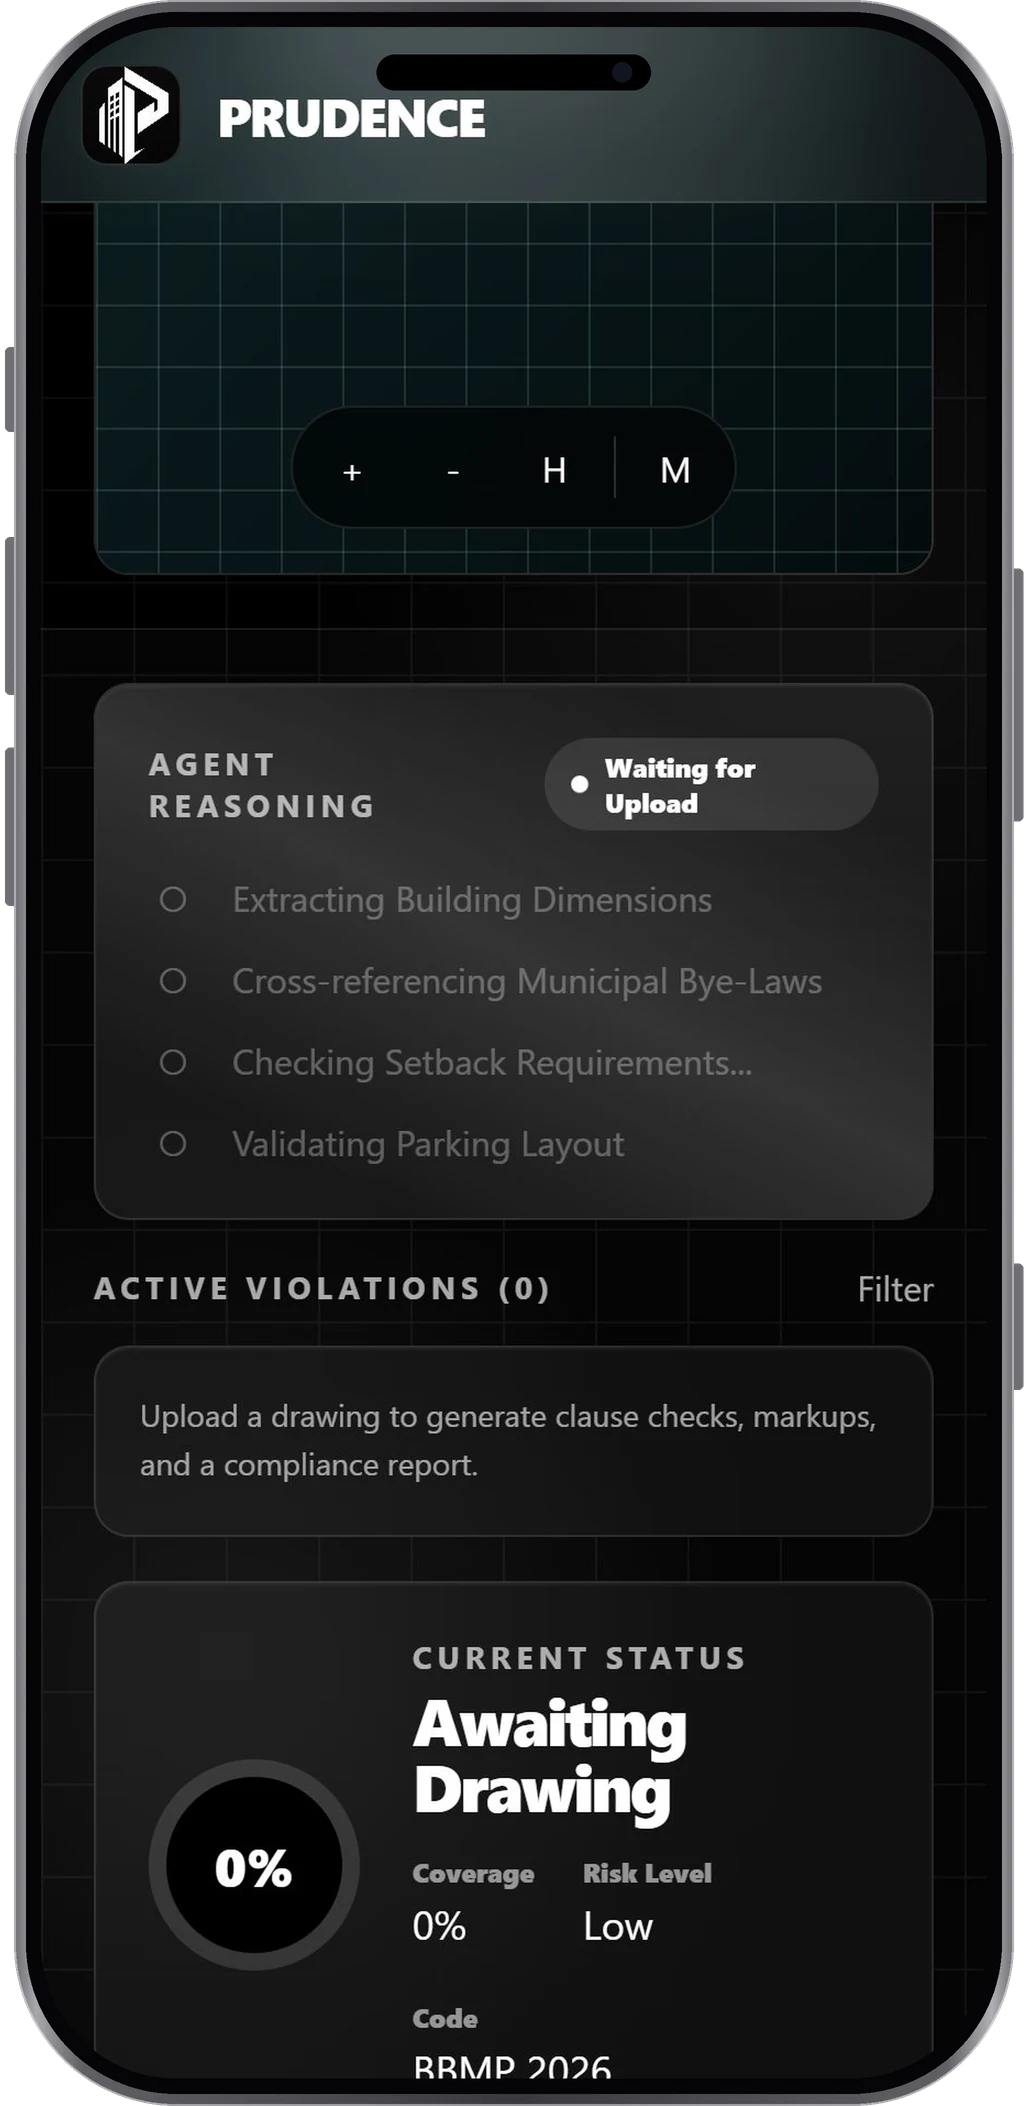 PRUDENCE
+ - H M
AGENT
REASONING
Waiting for
Upload
Extracting Building Dimensions
Cross-referencing Municipal Bye-Laws
Checking Setback Requirements...
Validating Parking Layout
ACTIVE VIOLATIONS (0)
Filter
Upload a drawing to generate clause checks, markups,
and a compliance report.
CURRENT STATUS
Awaiting
Drawing
0%
Coverage Risk Level
0% Low
Code
BBMP 2026